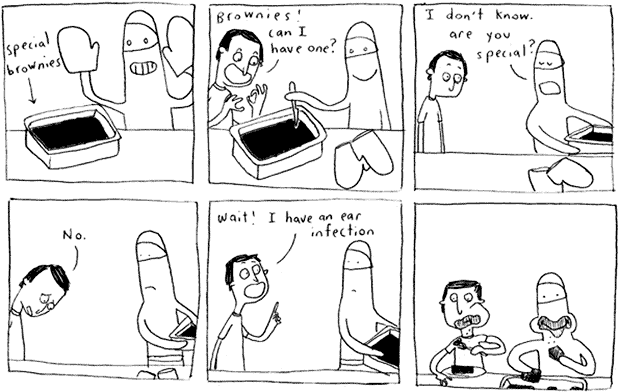 special
brownies
Brownies!
can I
have one?
I don't know.
are you
special?
No.
wait! I have an ear
infection